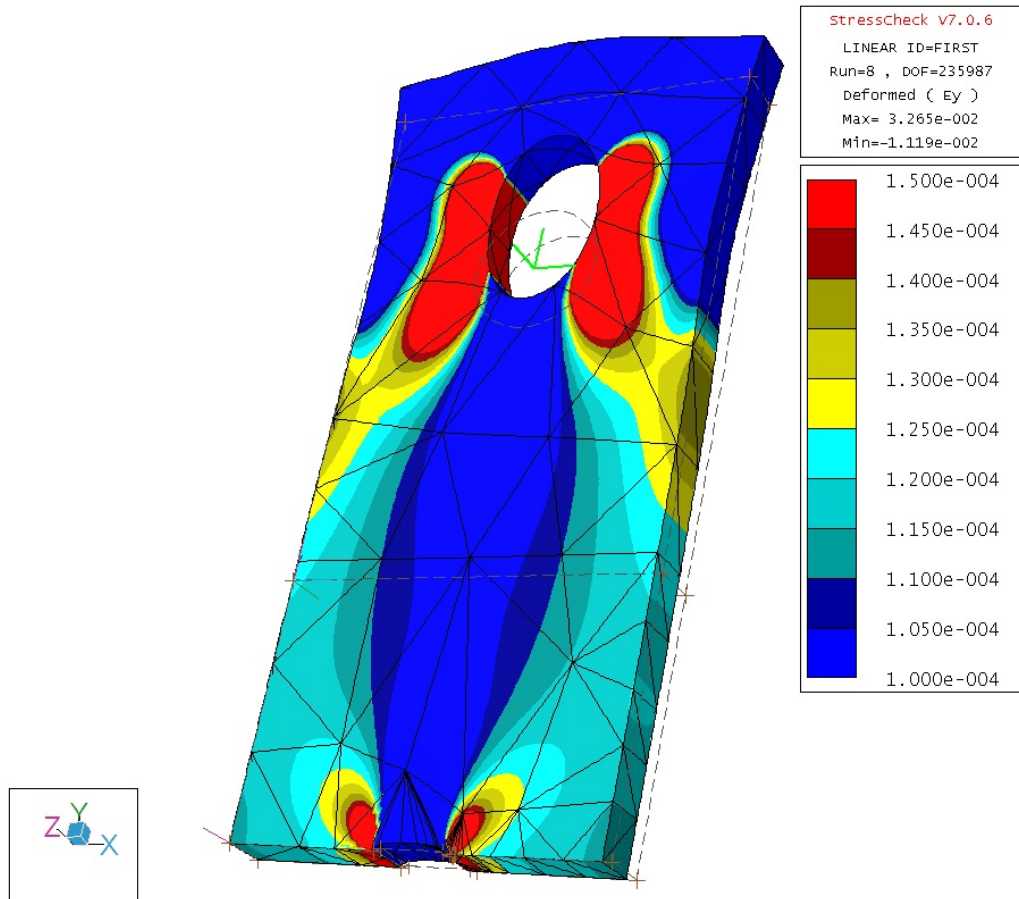 StressCheck V7.0.6
LINEAR ID=FIRST
Run=8 , DOF=235987
Deformed ( Ey )
Max= 3.265e-002
Min=-1.119e-002
1.500e-004
1.450e-004
1.400e-004
1.350e-004
1.300e-004
1.250e-004
1.200e-004
1.150e-004
1.100e-004
1.050e-004
1.000e-004
Y
Z
X